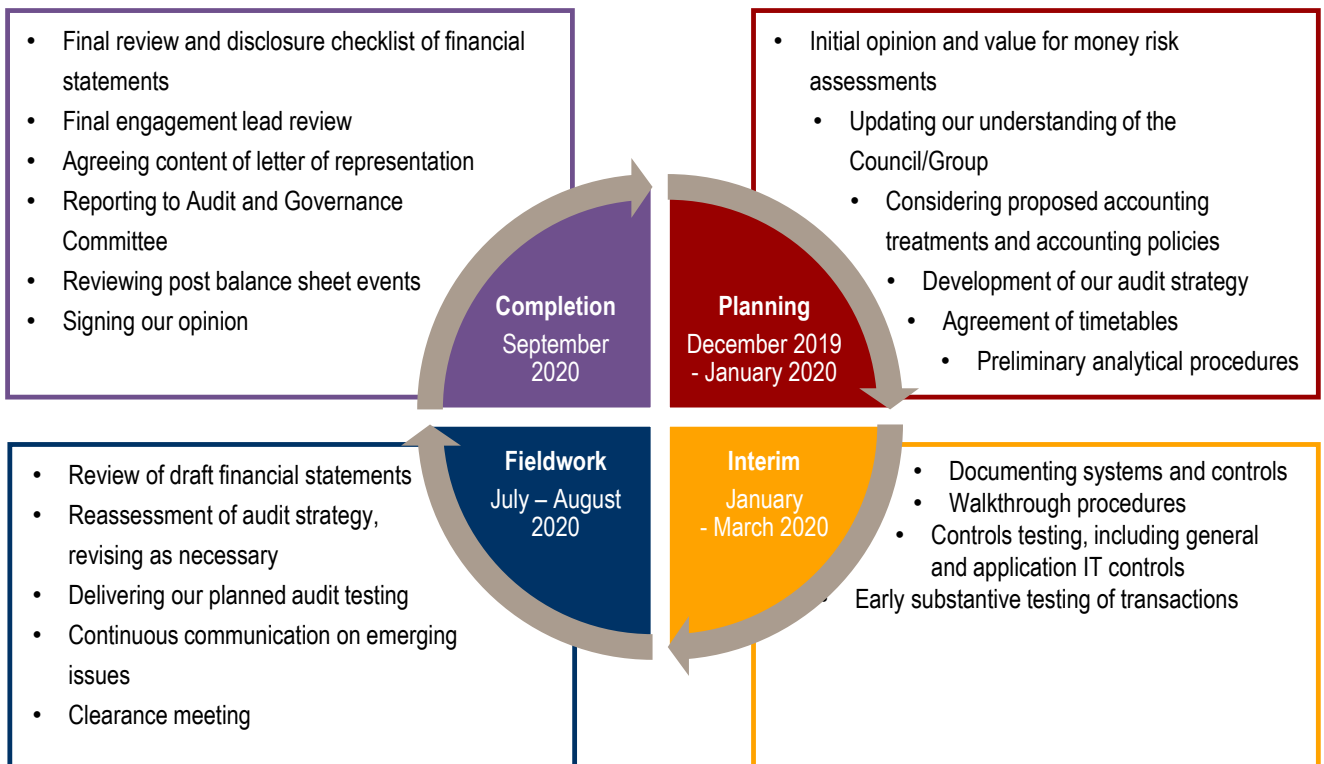 • Final review and disclosure checklist of financial
statements
• Final engagement lead review
• Agreeing content of letter of representation
• Reporting to Audit and Governance
Committee
• Reviewing post balance sheet events
• Signing our opinion
Completion
September
2020
• Initial opinion and value for money risk
assessments
• Updating our understanding of the
Council/Group
• Considering proposed accounting
treatments and accounting policies
• Development of our audit strategy
• Agreement of timetables
• Preliminary analytical procedures
Planning
December 2019
- January 2020
• Review of draft financial statements
• Reassessment of audit strategy,
revising as necessary
• Delivering our planned audit testing
• Continuous communication on emerging
issues
• Clearance meeting
Fieldwork
July – August
2020
Interim
January
- March 2020
• Documenting systems and controls
• Walkthrough procedures
• Controls testing, including general
and application IT controls
• Early substantive testing of transactions